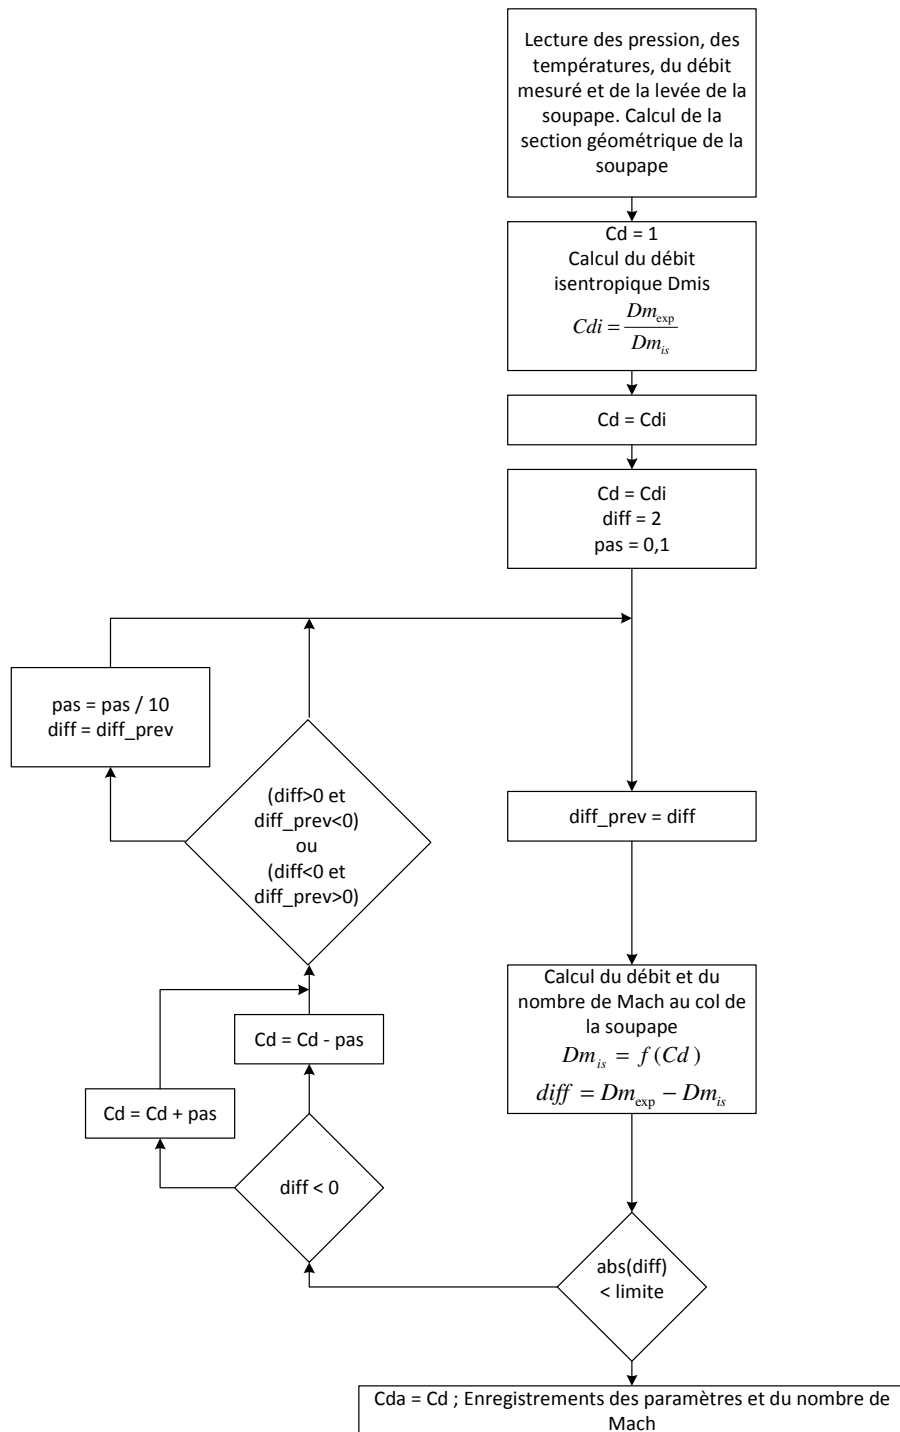 Lecture des pression, des
températures, du débit
mesuré et de la levée de la
soupape. Calcul de la
section géométrique de la
soupape
Cd = 1
Calcul du débit
isentropique Dmis
Cdi = Dm_exp / Dm_is
Cd = Cdi
Cd = Cdi
diff = 2
pas = 0,1
pas = pas / 10
diff = diff_prev
(diff>0 et
diff_prev<0)
ou
(diff<0 et
diff_prev>0)
diff_prev = diff
Calcul du débit et du
nombre de Mach au col de
la soupape
Dm_is = f(Cd)
diff = Dm_exp − Dm_is
Cd = Cd - pas
Cd = Cd + pas
diff < 0
abs(diff)
< limite
Cda = Cd ; Enregistrements des paramètres et du nombre de
Mach